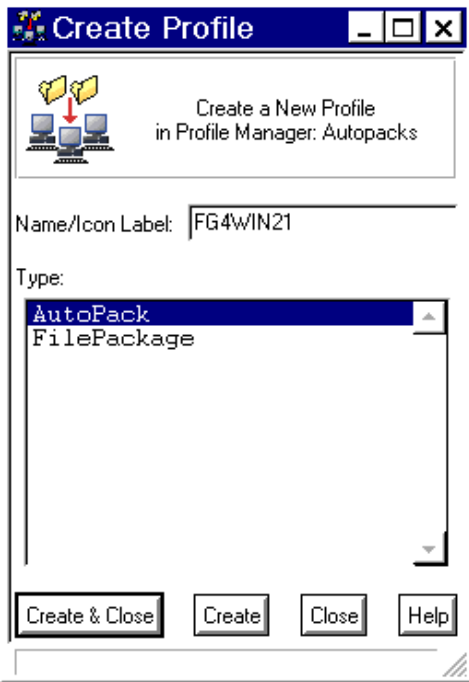 Create Profile
Create a New Profile
in Profile Manager: Autopacks
Name/Icon Label: FG4WIN21
Type:
AutoPack
FilePackage
Create & Close Create Close Help